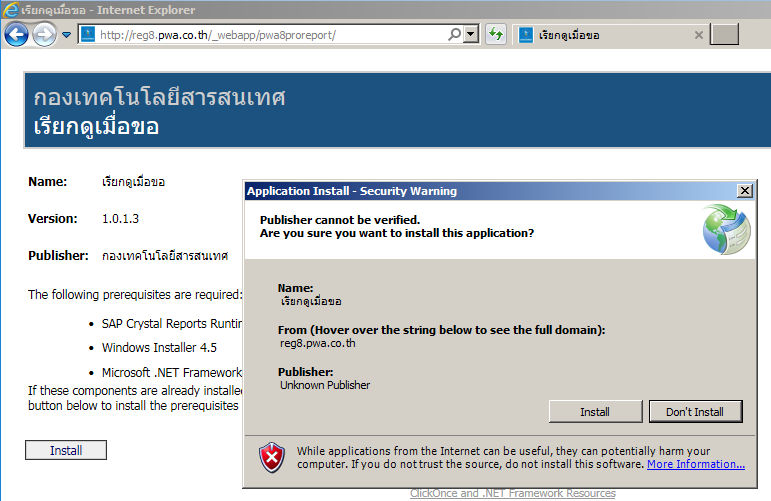 เรียกดูเมื่อขอ - Internet Explorer
http://reg8.pwa.co.th/_webapp/pwa8proreport/
เรียกดูเมื่อขอ
กองเทคโนโลยีสารสนเทศ
เรียกดูเมื่อขอ
Name: เรียกดูเมื่อขอ
Version: 1.0.1.3
Publisher: กองเทคโนโลยีสารสนเทศ
The following prerequisites are required:
• SAP Crystal Reports
• Windows Installer 4.5
• Microsoft .NET Framework
If these components are already
button below to install the prerequisites
Install
Application Install - Security Warning
Publisher cannot be verified.
Are you sure you want to install this application?
Name:
เรียกดูเมื่อขอ
From (Hover over the string below to see the full domain):
reg8.pwa.co.th
Publisher:
Unknown Publisher
Install Don't Install
While applications from the Internet can be useful, they can potentially harm your
computer. If you do not trust the source, do not install this software. More Information...
ClickOnce and .NET Framework Resources